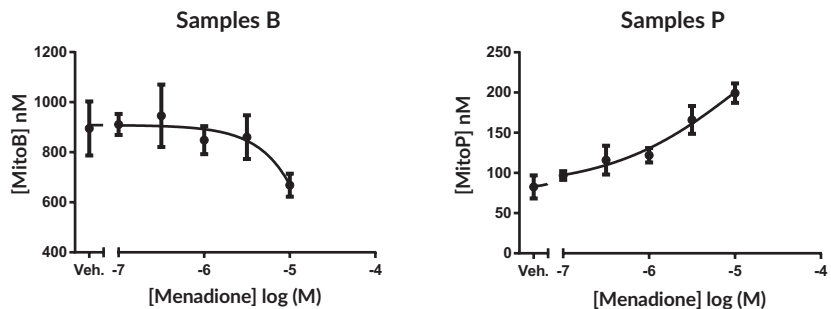 Samples B
1200
1000
800
600
400
[MitoB] nM
Veh. -7 -6 -5 -4
[Menadione] log (M)
Samples P
250
200
150
100
50
0
[MitoP] nM
Veh. -7 -6 -5 -4
[Menadione] log (M)